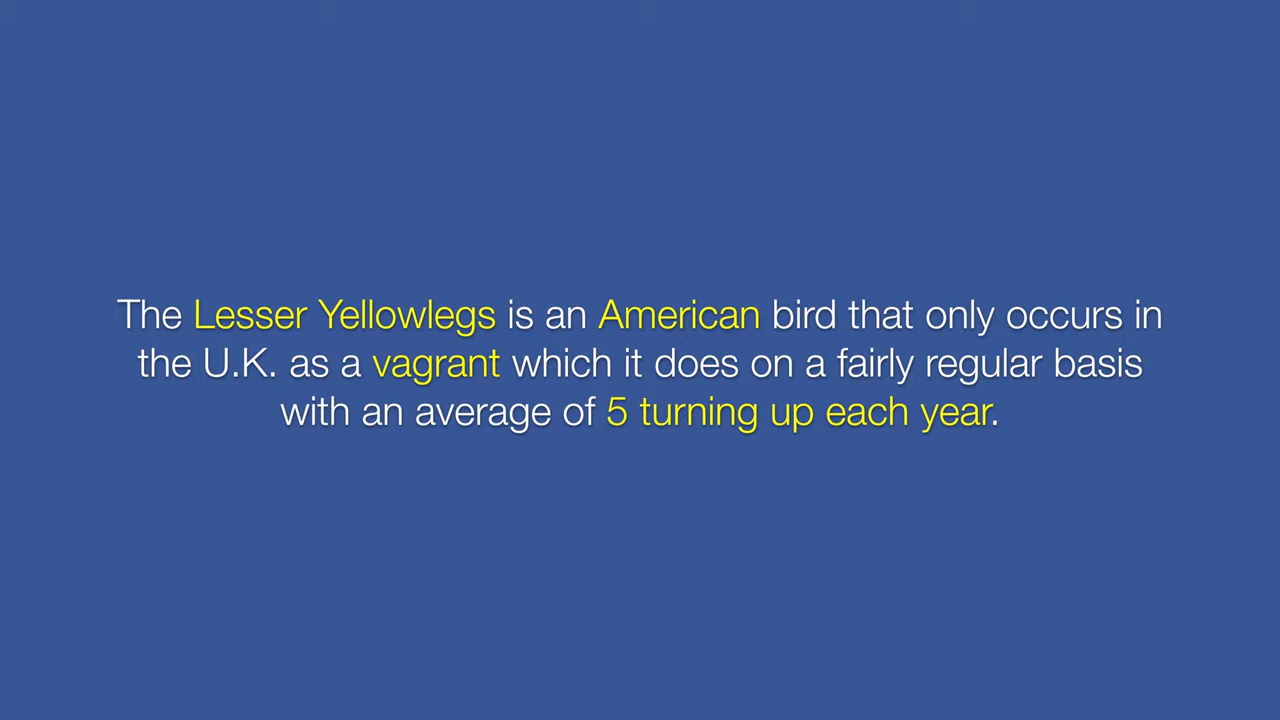 The Lesser Yellowlegs is an American bird that only occurs in
the U.K. as a vagrant which it does on a fairly regular basis
with an average of 5 turning up each year.